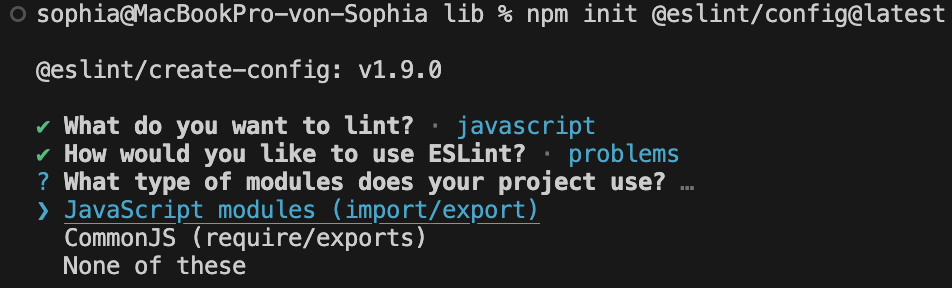 sophia@MacBookPro-von-Sophia lib % npm init @eslint/config@latest
@eslint/create-config: v1.9.0
✔ What do you want to lint? · javascript
✔ How would you like to use ESLint? · problems
? What type of modules does your project use? …
❯ JavaScript modules (import/export)
CommonJS (require/exports)
None of these